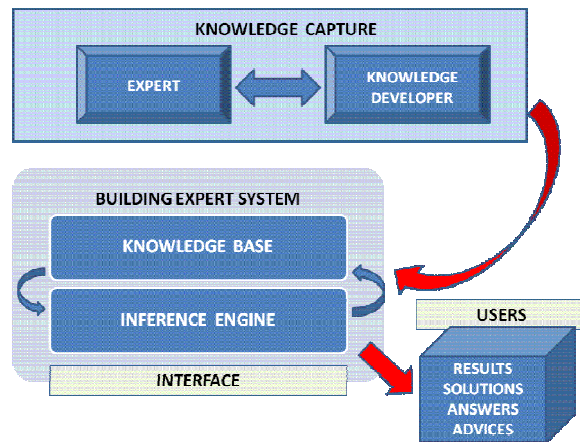 KNOWLEDGE CAPTURE
EXPERT
KNOWLEDGE
DEVELOPER
BUILDING EXPERT SYSTEM
KNOWLEDGE BASE
INFERENCE ENGINE
INTERFACE
USERS
RESULTS
SOLUTIONS
ANSWERS
ADVICES